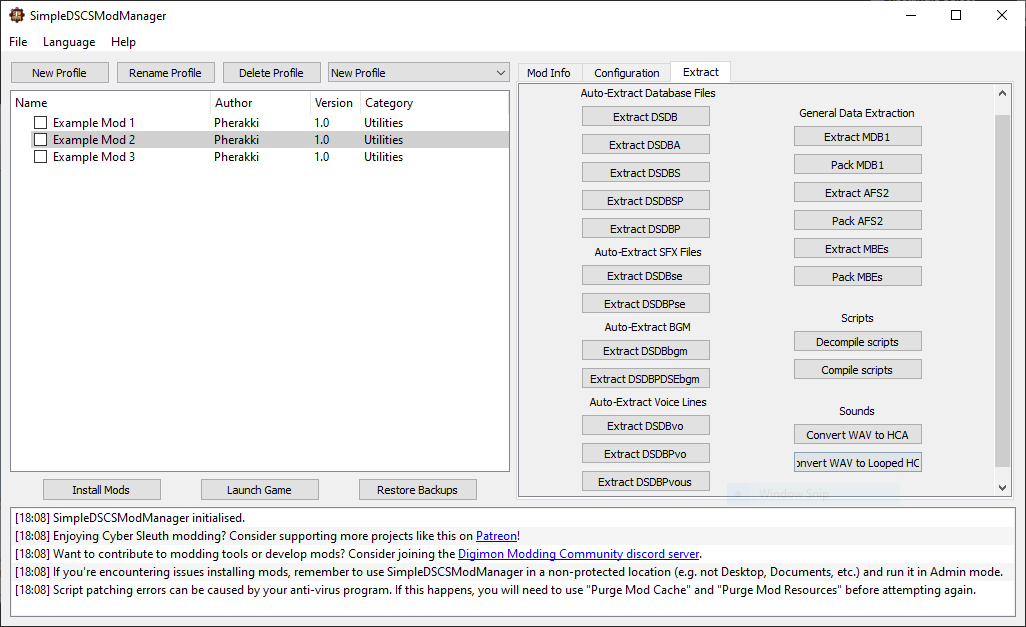 SimpleDSCSModManager
File Language Help
New Profile Rename Profile Delete Profile New Profile
Mod Info Configuration Extract
Name Author Version Category
Example Mod 1 Pherakki 1.0 Utilities
Example Mod 2 Pherakki 1.0 Utilities
Example Mod 3 Pherakki 1.0 Utilities
Auto-Extract Database Files
Extract DSDB
Extract DSDBA
Extract DSDBS
Extract DSDBSP
Extract DSDBP
Auto-Extract SFX Files
Extract DSDBse
Extract DSDBPse
Auto-Extract BGM
Extract DSDBbgm
Extract DSDBPDSEbgm
Auto-Extract Voice Lines
Extract DSDBvo
Extract DSDBPvo
Extract DSDBPvous
General Data Extraction
Extract MDB1
Pack MDB1
Extract AFS2
Pack AFS2
Extract MBEs
Pack MBEs
Scripts
Decompile scripts
Compile scripts
Sounds
Convert WAV to HCA
onvert WAV to Looped HC
Window Snip
Install Mods Launch Game Restore Backups
[18:08] SimpleDSCSModManager initialised.
[18:08] Enjoying Cyber Sleuth modding? Consider supporting more projects like this on Patreon!
[18:08] Want to contribute to modding tools or develop mods? Consider joining the Digimon Modding Community discord server.
[18:08] If you're encountering issues installing mods, remember to use SimpleDSCSModManager in a non-protected location (e.g. not Desktop, Documents, etc.) and run it in Admin mode.
[18:08] Script patching errors can be caused by your anti-virus program. If this happens, you will need to use "Purge Mod Cache" and "Purge Mod Resources" before attempting again.